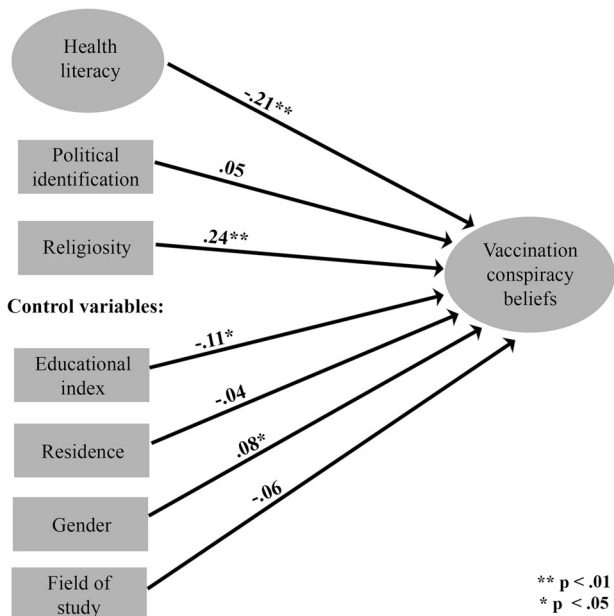 Health
literacy
-.21**
Political
identification
.05
Religiosity
.24**
Vaccination
conspiracy
beliefs
Control variables:
Educational
index
-.11*
Residence
-.04
Gender
.08*
Field of
study
-.06
** p < .01
* p < .05